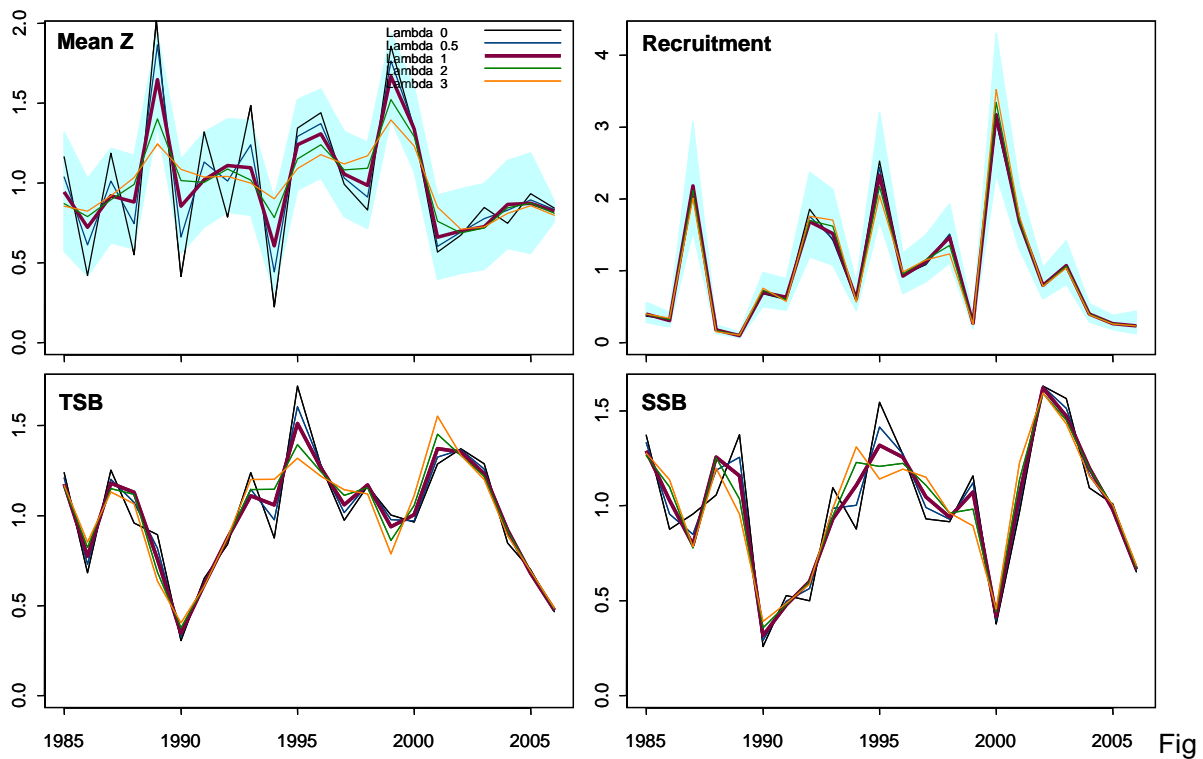 Mean Z
Lambda 0
Lambda 0.5
Lambda 1
Lambda 2
Lambda 3
0.0 0.5 1.0 1.5 2.0
Recruitment
0 1 2 3 4
TSB
0.0 0.5 1.0 1.5
1985 1990 1995 2000 2005
SSB
0.0 0.5 1.0 1.5
1985 1990 1995 2000 2005
Fig